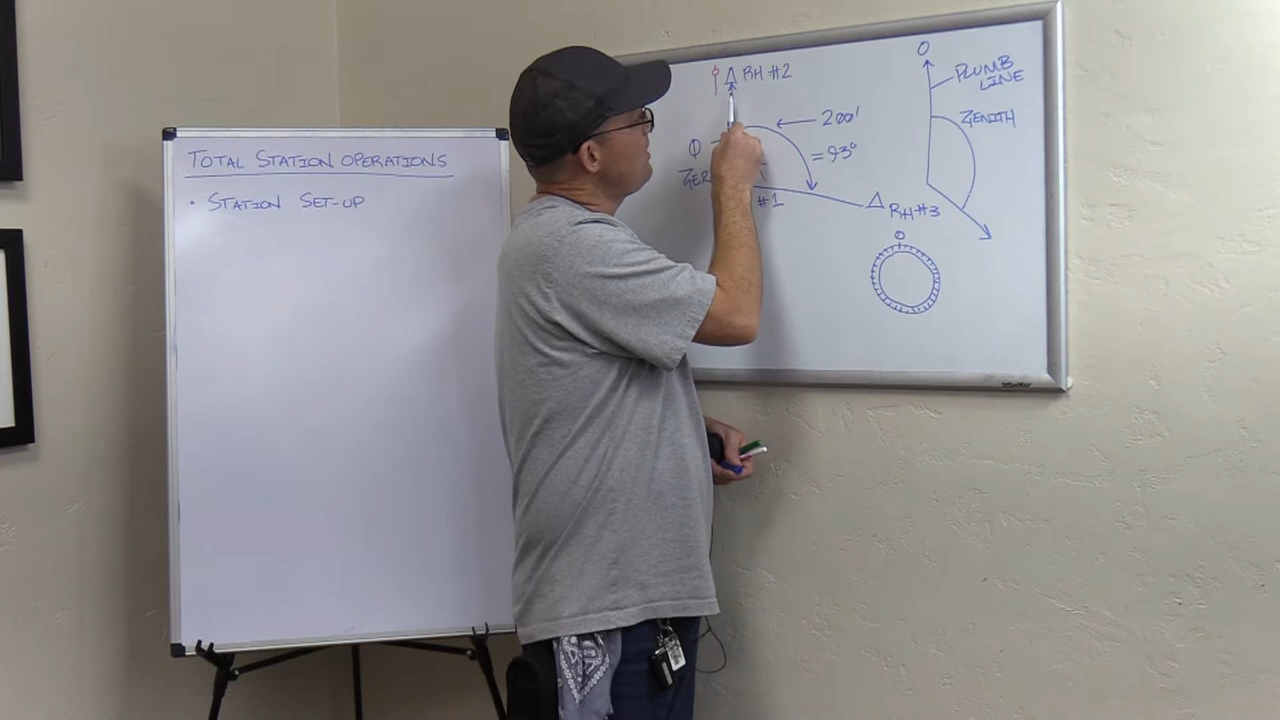 TOTAL STATION OPERATIONS
• STATION SET-UP
RH #2
200'
= 93°
#1
RH #3
0
0
PLUMB
LINE
ZENITH